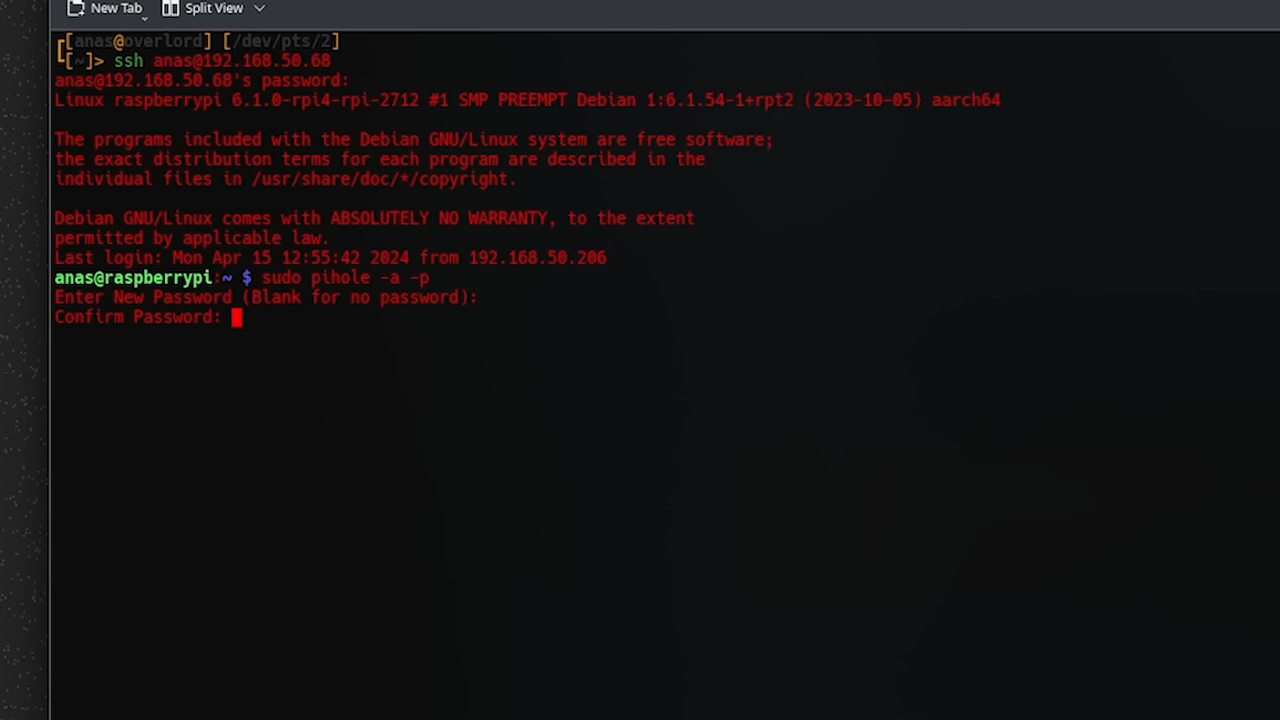 New Tab Split View
[anas@overlord] [/dev/pts/2]
[~]> ssh anas@192.168.50.68
anas@192.168.50.68's password:
Linux raspberrypi 6.1.0-rpi4-rpi-2712 #1 SMP PREEMPT Debian 1:6.1.54-1+rpt2 (2023-10-05) aarch64
The programs included with the Debian GNU/Linux system are free software;
the exact distribution terms for each program are described in the
individual files in /usr/share/doc/*/copyright.
Debian GNU/Linux comes with ABSOLUTELY NO WARRANTY, to the extent
permitted by applicable law.
Last login: Mon Apr 15 12:55:42 2024 from 192.168.50.206
anas@raspberrypi:~ $ sudo pihole -a -p
Enter New Password (Blank for no password):
Confirm Password: